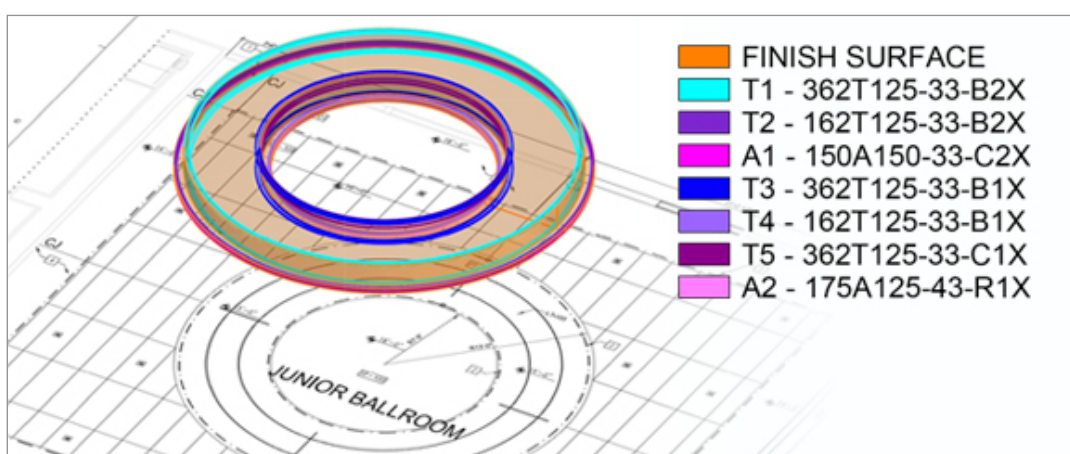 FINISH SURFACE
T1 - 362T125-33-B2X
T2 - 162T125-33-B2X
A1 - 150A150-33-C2X
T3 - 362T125-33-B1X
T4 - 162T125-33-B1X
T5 - 362T125-33-C1X
A2 - 175A125-43-R1X
CJ
CJ
JUNIOR BALLROOM